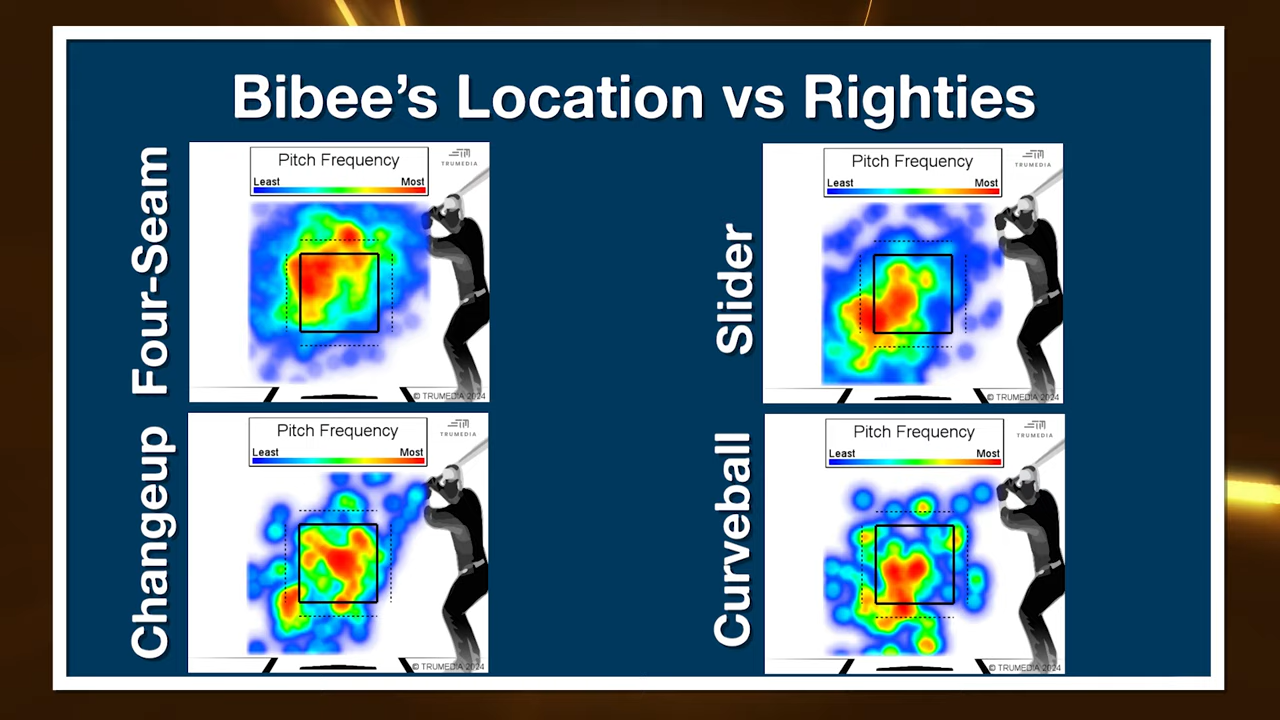 Bibee's Location vs Righties
Four-Seam
Pitch Frequency
Least Most
TRUMEDIA
© TRUMEDIA 2024
Slider
Pitch Frequency
Least Most
TRUMEDIA
© TRUMEDIA 2024
Changeup
Pitch Frequency
Least Most
TRUMEDIA
© TRUMEDIA 2024
Curveball
Pitch Frequency
Least Most
TRUMEDIA
© TRUMEDIA 2024